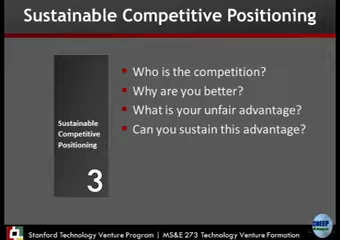 Sustainable Competitive Positioning
Who is the competition?
Why are you better?
What is your unfair advantage?
Can you sustain this advantage?
Sustainable
Competitive
Positioning
3
Stanford Technology Venture Program | MS&E 273 Technology Venture Formation